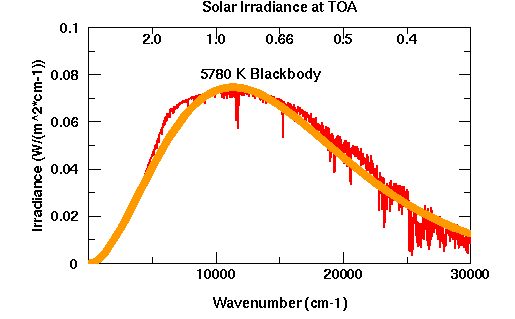 Solar Irradiance at TOA
2.0 1.0 0.66 0.5 0.4
0.1
5780 K Blackbody
0.08
0.06
0.04
0.02
0
Irradiance (W/(m^2*cm-1))
10000 20000 30000
Wavenumber (cm-1)